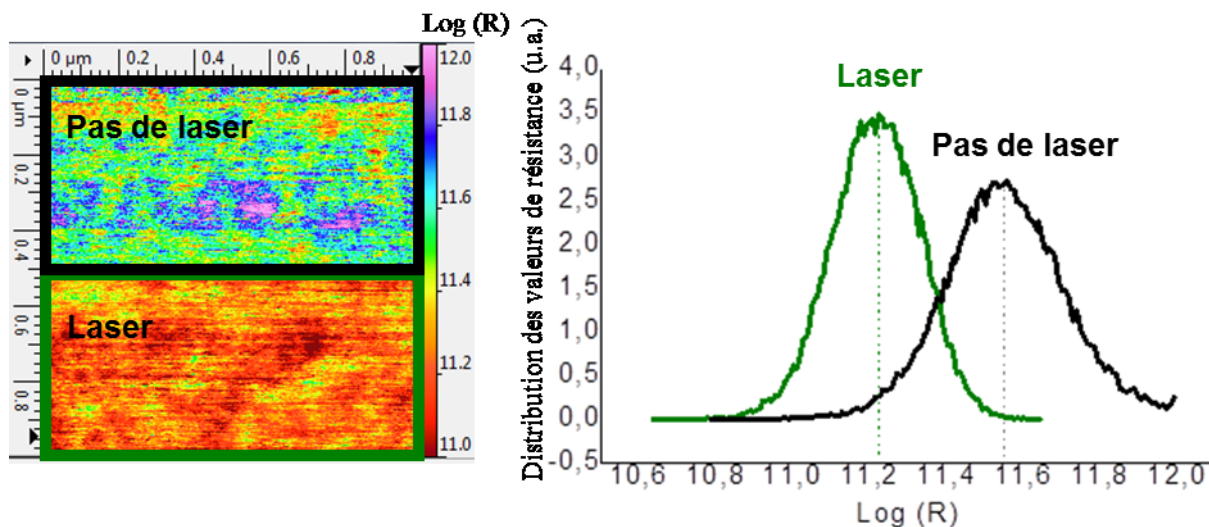 Log (R)
0 µm 0.2 0.4 0.6 0.8
0 µm
0.2
0.4
0.6
0.8
Pas de laser
Laser
12.0
11.8
11.6
11.4
11.2
11.0
Distribution des valeurs de résistance (u.a.)
4,0
3,5
3,0
2,5
2,0
1,5
1,0
0,5
0,0
-0,5
Laser
Pas de laser
10,6 10,8 11,0 11,2 11,4 11,6 11,8 12,0
Log (R)